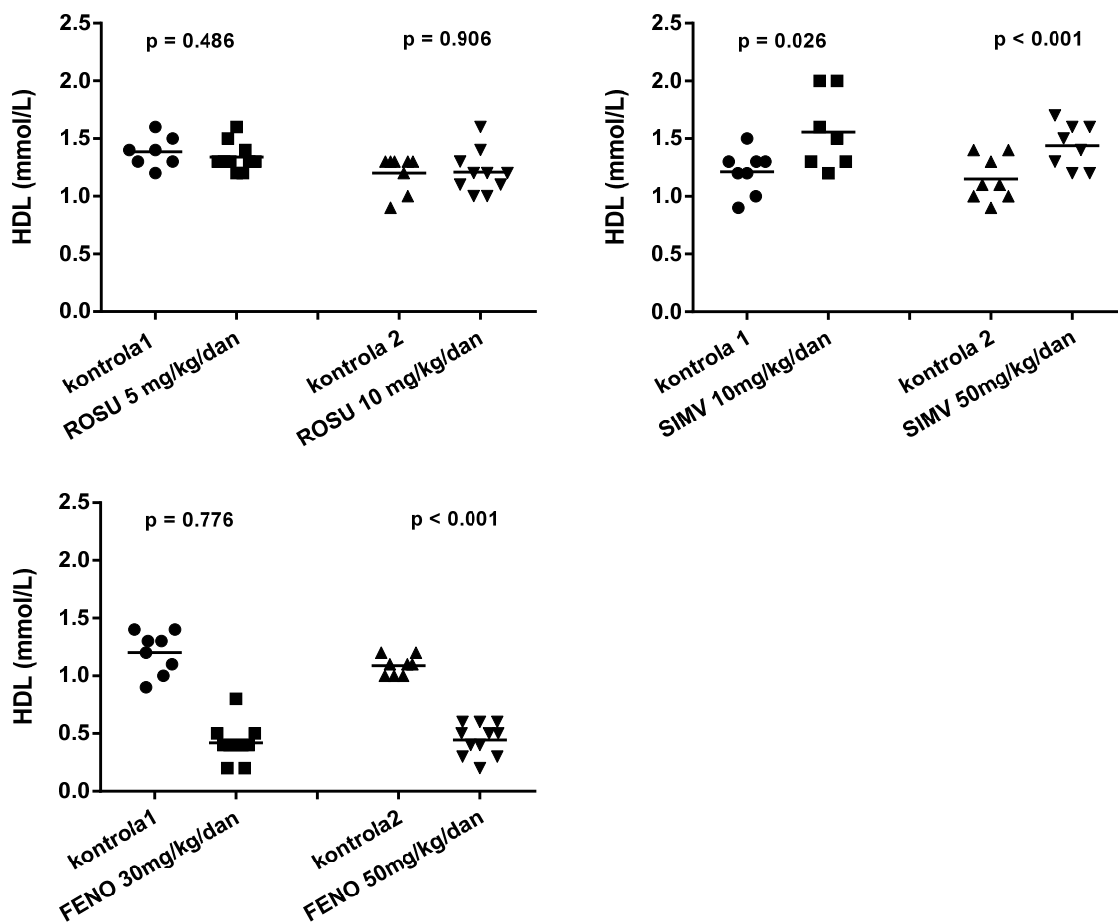 p = 0.486
p = 0.906
HDL (mmol/L)
2.5
2.0
1.5
1.0
0.5
0.0
kontrola1
ROSU 5 mg/kg/dan
kontrola 2
ROSU 10 mg/kg/dan
p = 0.026
p < 0.001
HDL (mmol/L)
2.5
2.0
1.5
1.0
0.5
0.0
kontrola 1
SIMV 10mg/kg/dan
kontrola 2
SIMV 50mg/kg/dan
p = 0.776
p < 0.001
HDL (mmol/L)
2.5
2.0
1.5
1.0
0.5
0.0
kontrola1
FENO 30mg/kg/dan
kontrola2
FENO 50mg/kg/dan